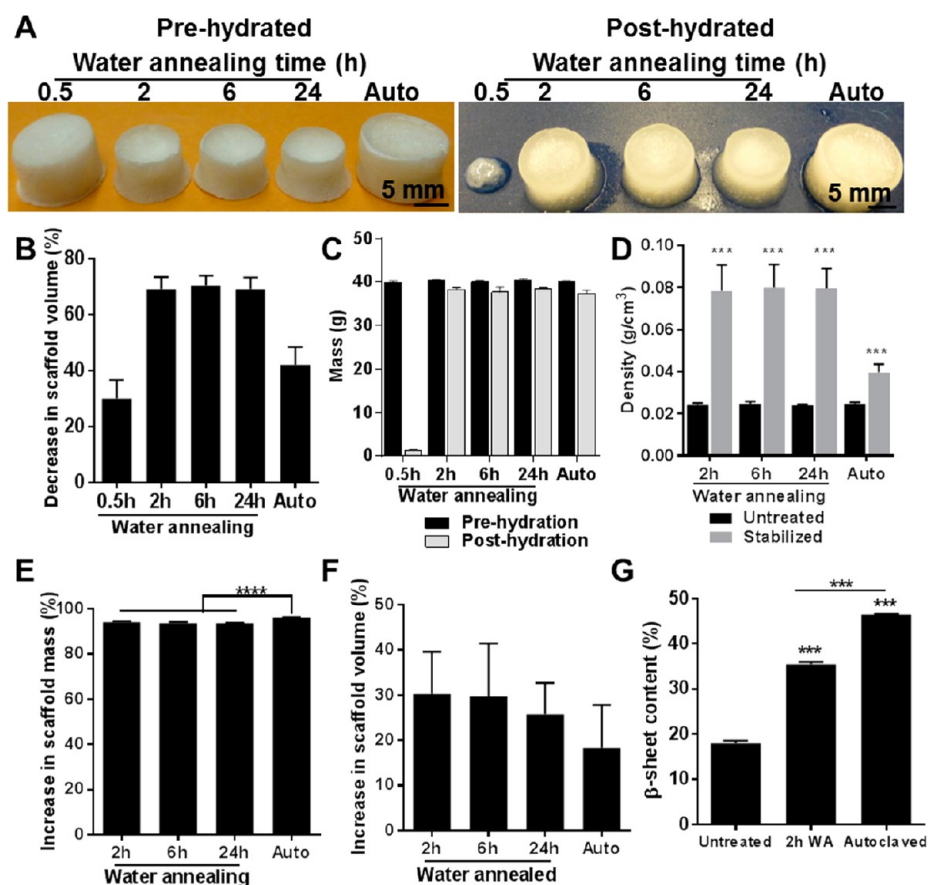 A
Pre-hydrated
Post-hydrated
Water annealing time (h)
Water annealing time (h)
0.5 2 6 24 Auto
0.5 2 6 24 Auto
5 mm
5 mm
B
Decrease in scaffold volume (%)
80
60
40
20
0
0.5h 2h 6h 24h Auto
Water annealing
C
Mass (g)
50
40
30
20
10
0
0.5h 2h 6h 24h Auto
Water annealing
Pre-hydration
Post-hydration
D
Density (g/cm³)
0.10
0.08
0.06
0.04
0.02
0.00
*** *** *** ***
2h 6h 24h Auto
Water annealing
Untreated
Stabilized
E
Increase in scaffold mass (%)
100
80
60
40
20
0
****
2h 6h 24h Auto
Water annealing
F
Increase in scaffold volume (%)
50
40
30
20
10
0
2h 6h 24h Auto
Water annealed
G
β-sheet content (%)
50
40
30
20
10
0
***
*** ***
Untreated 2h WA Autoclaved